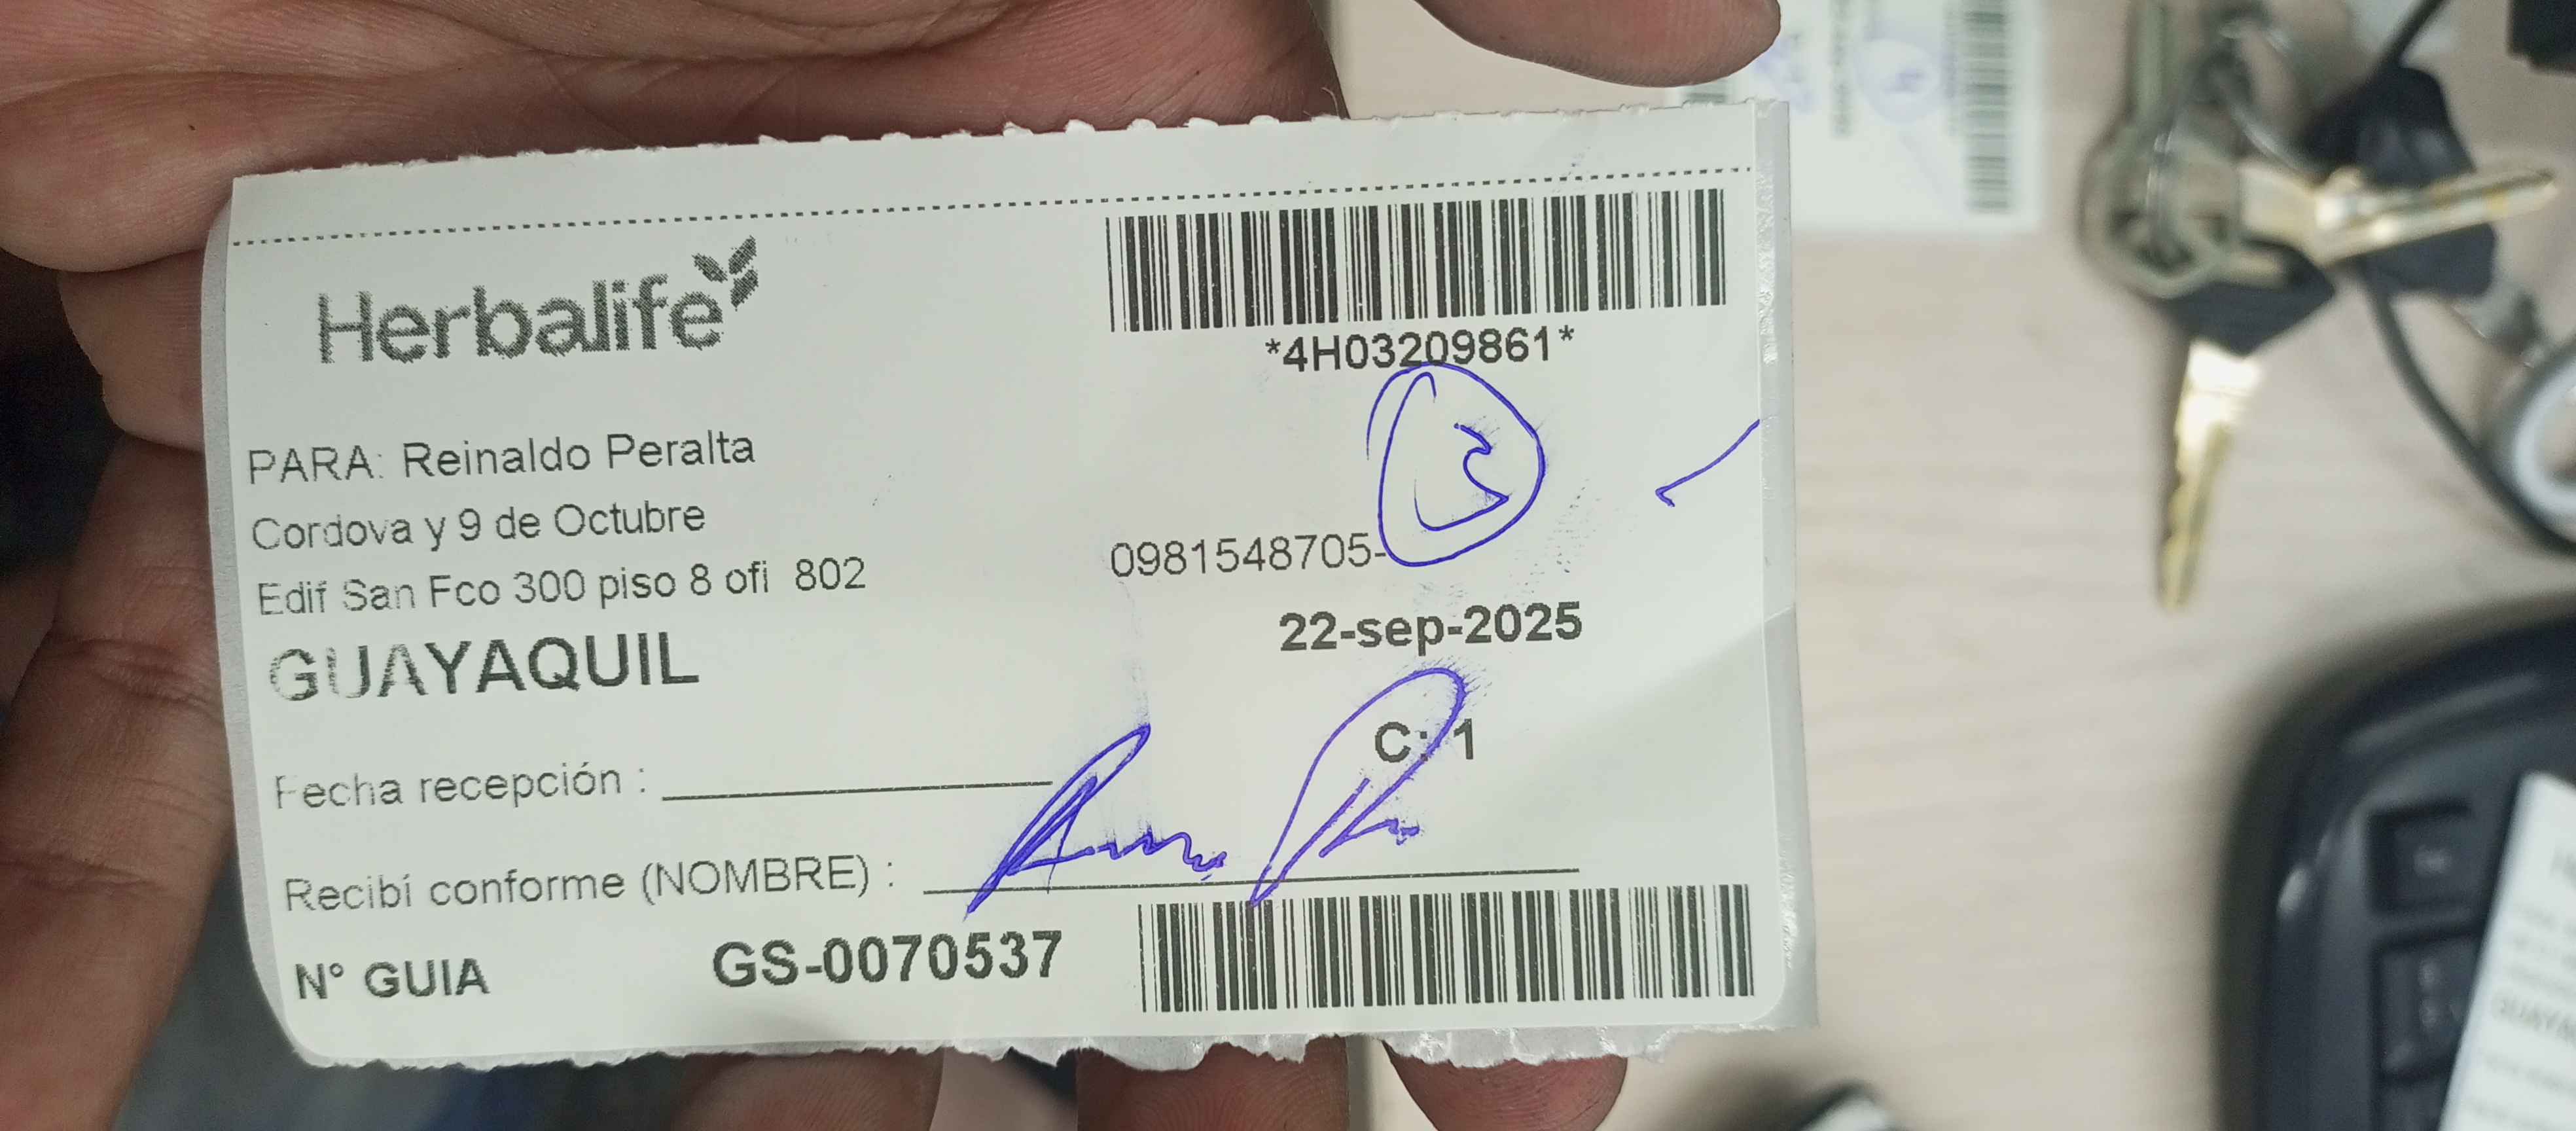 Herbalife
*4H03209861*
PARA: Reinaldo Peralta
Cordova y 9 de Octubre
0981548705-
Edif San Fco 300 piso 8 ofi 802
22-sep-2025
GUAYAQUIL
C: 1
Fecha recepción :
Recibí conforme (NOMBRE) :
N° GUIA GS-0070537